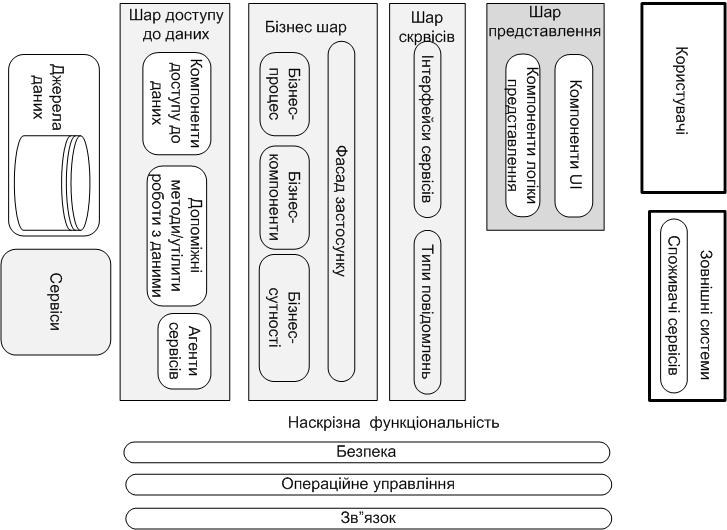 Джерела
даних
Сервіси
Шар доступу
до даних
Компоненти
доступу до
даних
Допоміжні
методи/утиліти
роботи з даними
Агенти
сервісів
Бізнес шар
Бізнес-
процес
Бізнес-
компоненти
Бізнес-
сутності
Фасад застосунку
Шар
скрвісів
Інтерфейси сервісів
Типи повідомлень
Шар
представлення
Компоненти логіки
представлення
Компоненти UI
Користувачі
Зовнішні системи
Споживачі сервісів
Наскрізна функціональність
Безпека
Операційне управління
Зв"язок